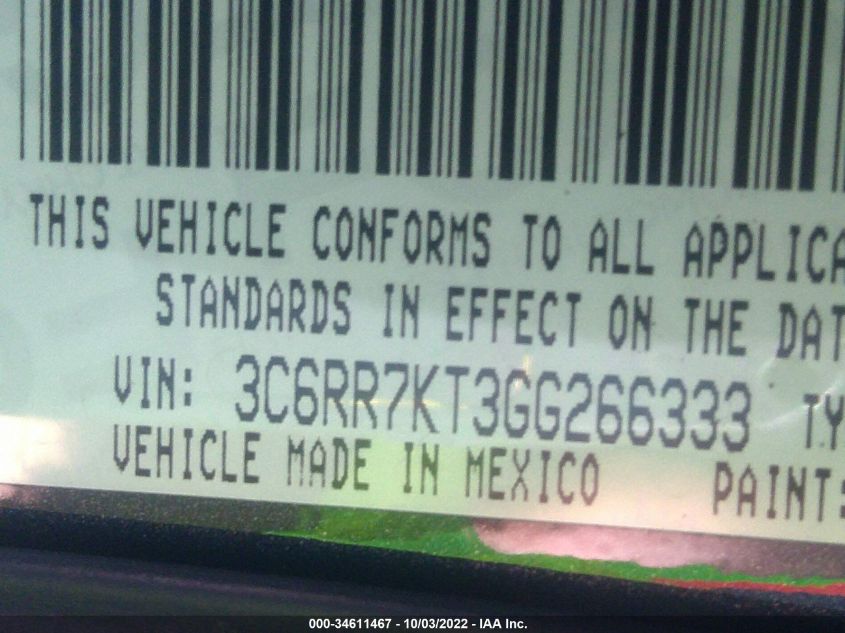 THIS VEHICLE CONFORMS TO ALL APPLICA
STANDARDS IN EFFECT ON THE DAT
VIN: 3C6RR7KT3GG266333 TY
VEHICLE MADE IN MEXICO PAINT:
000-34611467 - 10/03/2022 - IAA Inc.